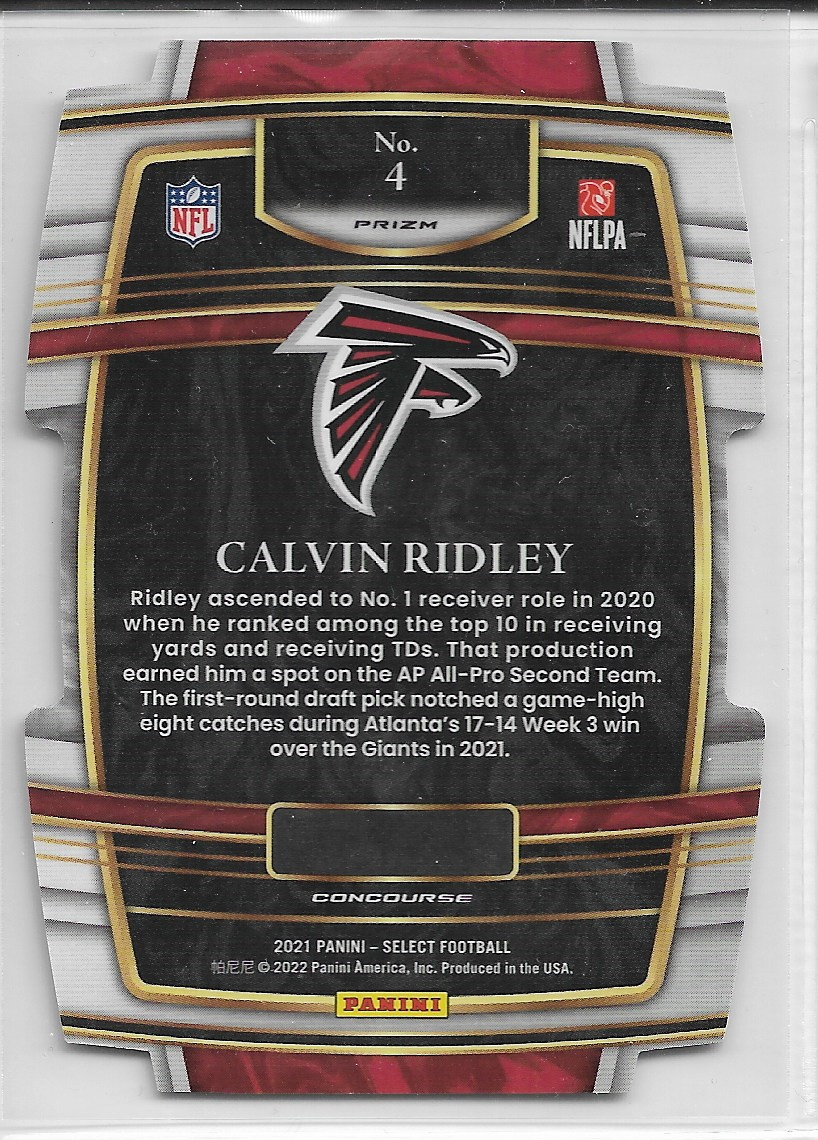 No.
4
PRIZM
NFL
NFLPA
CALVIN RIDLEY
Ridley ascended to No. 1 receiver role in 2020
when he ranked among the top 10 in receiving
yards and receiving TDs. That production
earned him a spot on the AP All-Pro Second Team.
The first-round draft pick notched a game-high
eight catches during Atlanta's 17-14 Week 3 win
over the Giants in 2021.
CONCOURSE
2021 PANINI – SELECT FOOTBALL
帕尼尼 © 2022 Panini America, Inc. Produced in the USA.
PANINI